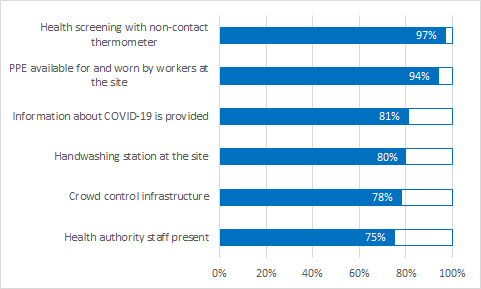 Health screening with non-contact
thermometer
97%
PPE available for and worn by workers at
the site
94%
Information about COVID-19 is provided
81%
Handwashing station at the site
80%
Crowd control infrastructure
78%
Health authority staff present
75%
0% 20% 40% 60% 80% 100%